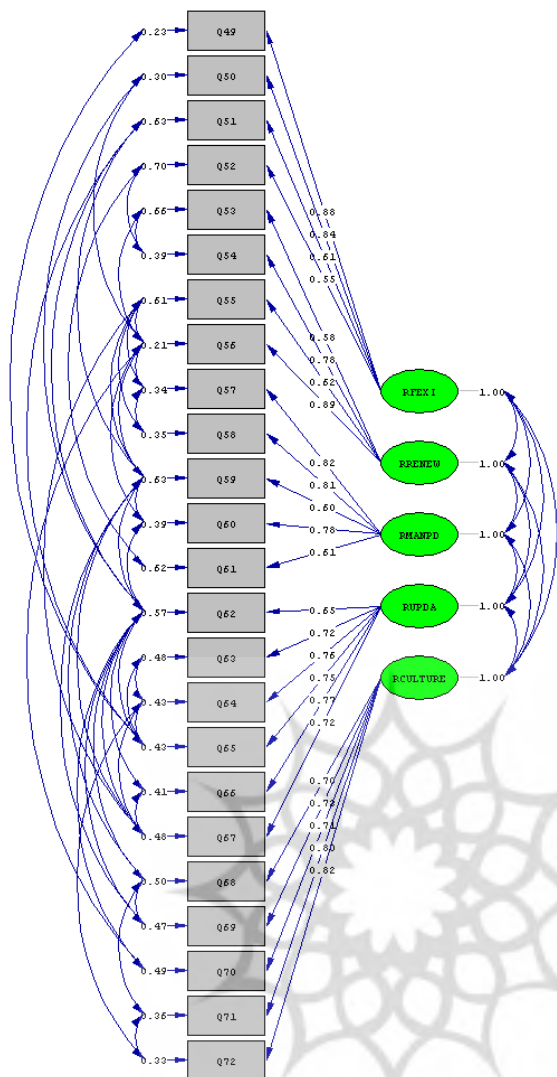 0.23 Q49
0.30 Q50
0.63 Q51
0.70 Q52
0.66 Q53
0.39 Q54
0.61 Q55
0.21 Q56
0.34 Q57
0.35 Q58
0.63 Q59
0.39 Q60
0.62 Q61
0.57 Q62
0.48 Q63
0.43 Q64
0.43 Q65
0.41 Q66
0.48 Q67
0.50 Q68
0.47 Q69
0.49 Q70
0.36 Q71
0.33 Q72
0.88
0.84
0.61
0.55
0.58
0.78
0.62
0.89
0.82
0.81
0.60
0.78
0.61
0.65
0.72
0.76
0.75
0.77
0.72
0.70
0.73
0.71
0.80
0.82
RFEXI 1.00
RRENEW 1.00
RMANPD 1.00
RUPDA 1.00
RCULTURE 1.00